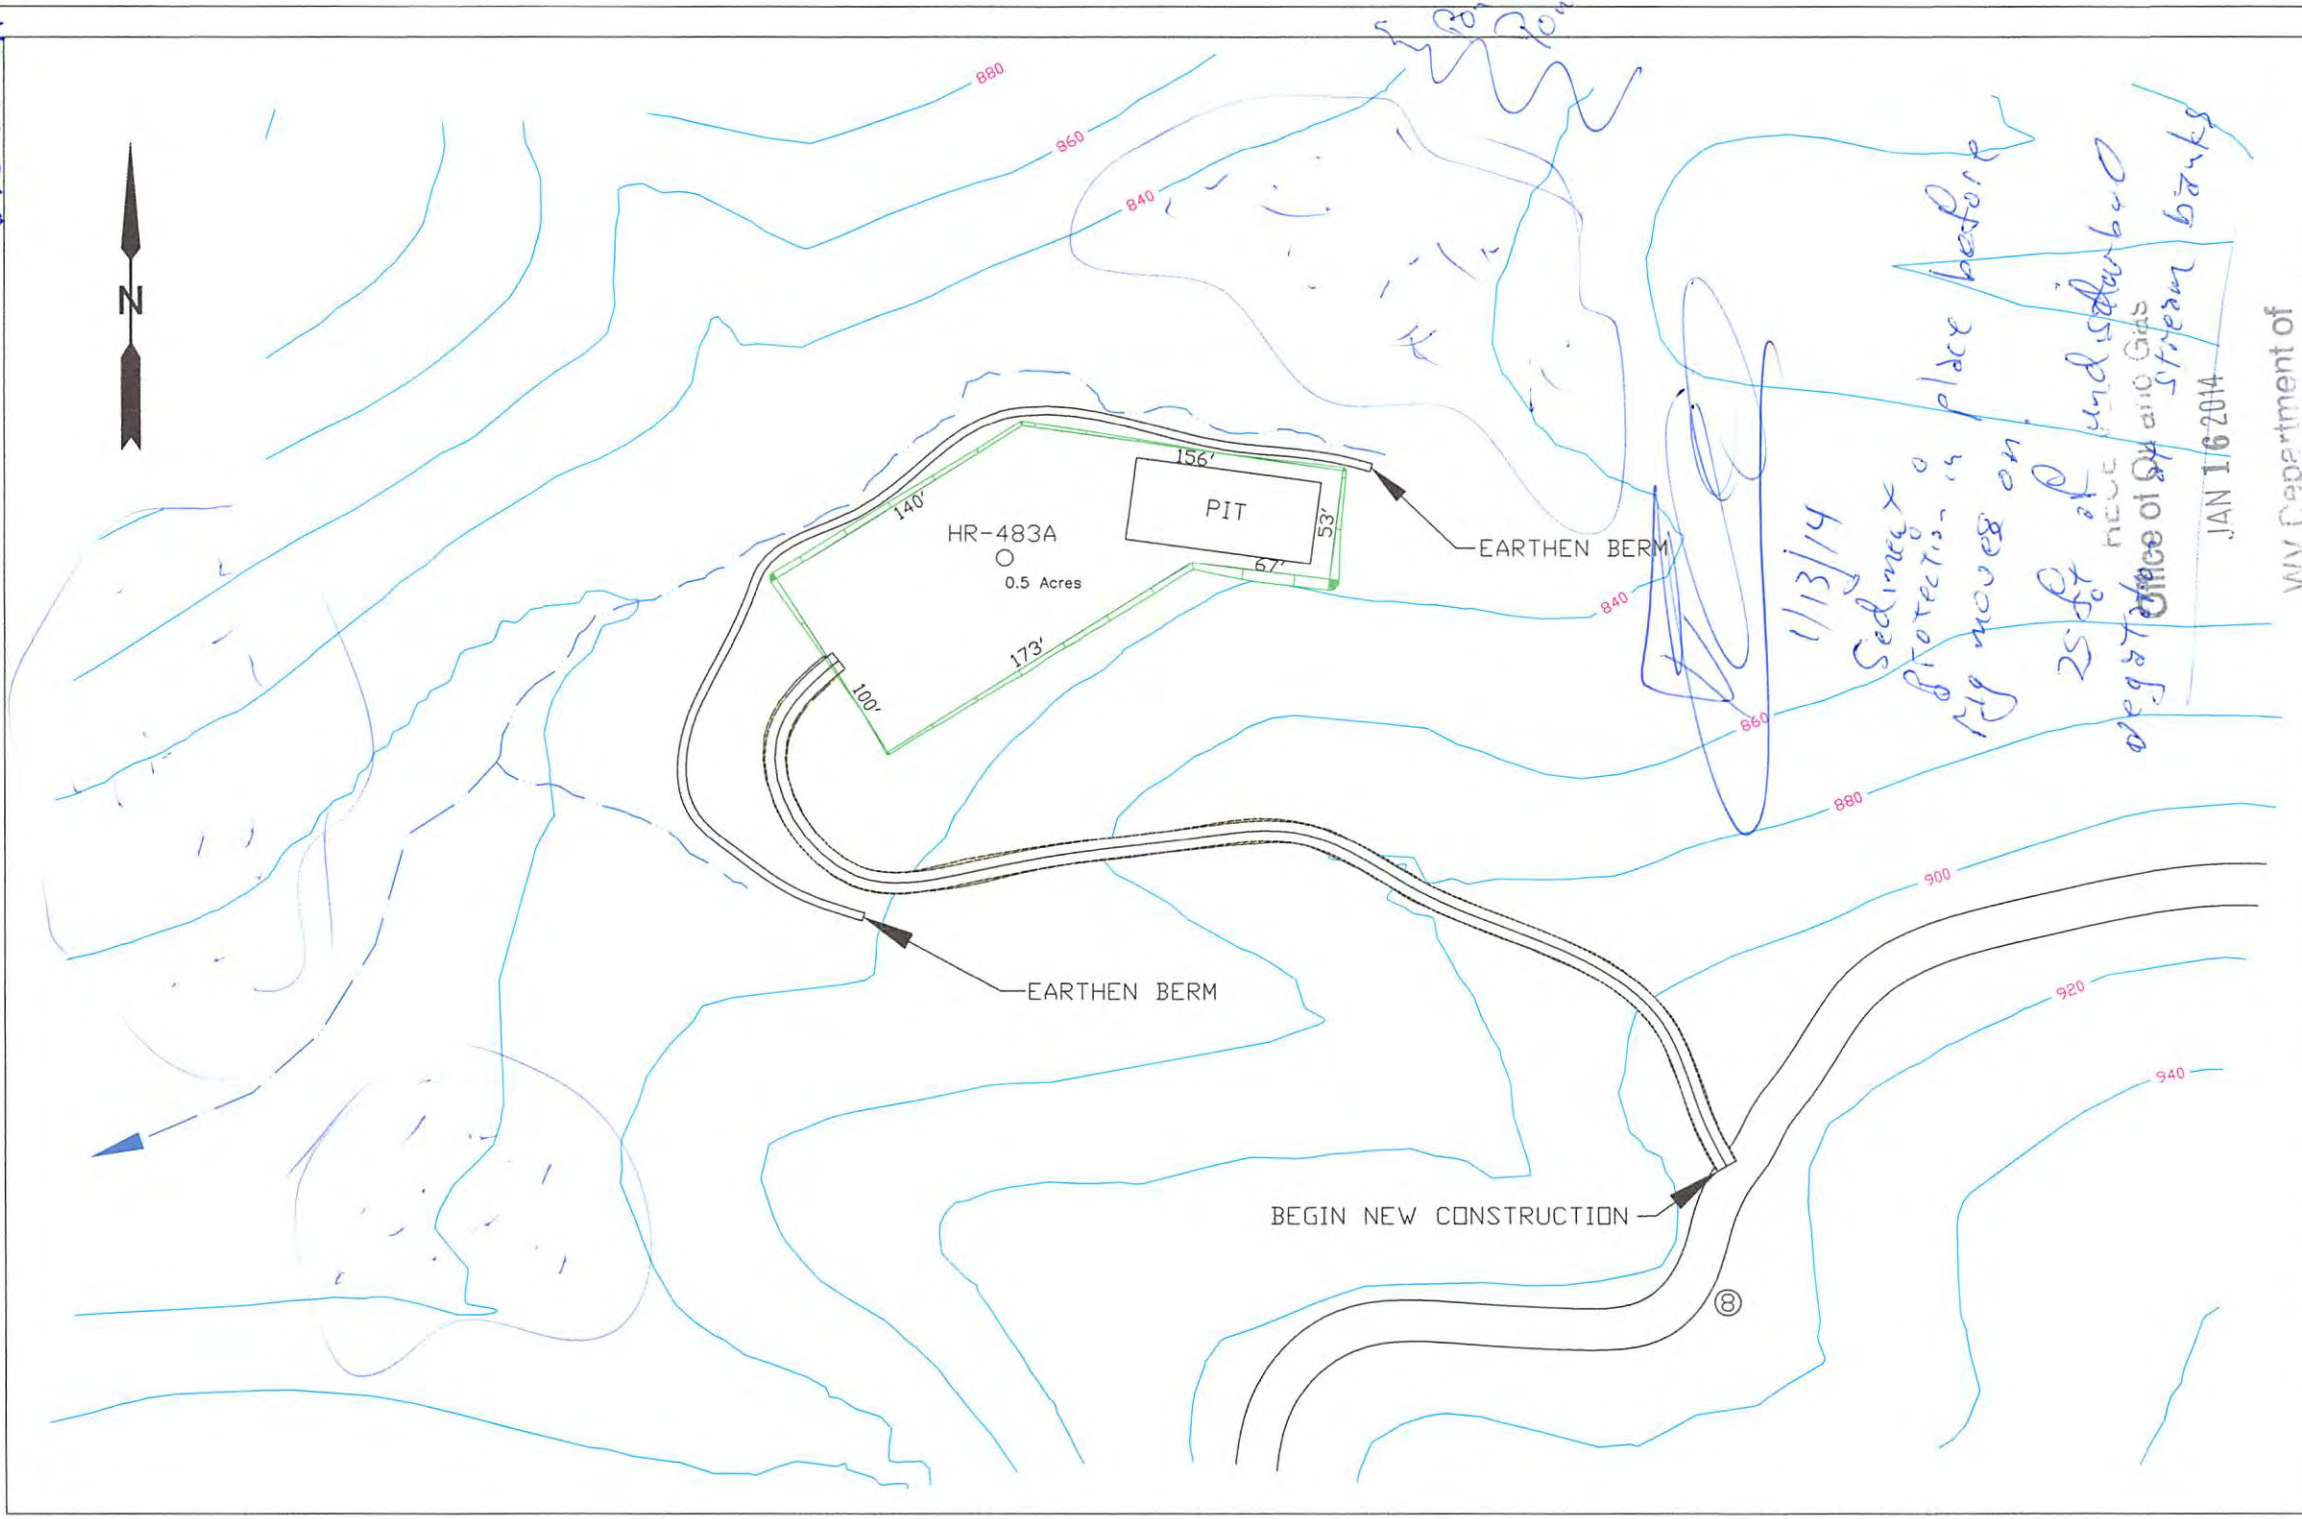 880
860
840
N
156'
140'
PIT
53'
HR-483A
0.5 Acres
67'
EARTHEN BERM
840
173'
100'
860
880
900
EARTHEN BERM
920
940
BEGIN NEW CONSTRUCTION
8
1/13/14
Sediment
Protection in place before
rig moves on.
25 ft of undisturbed
stream banks
Office of Oil and Gas
JAN 16 2014
WV Department of